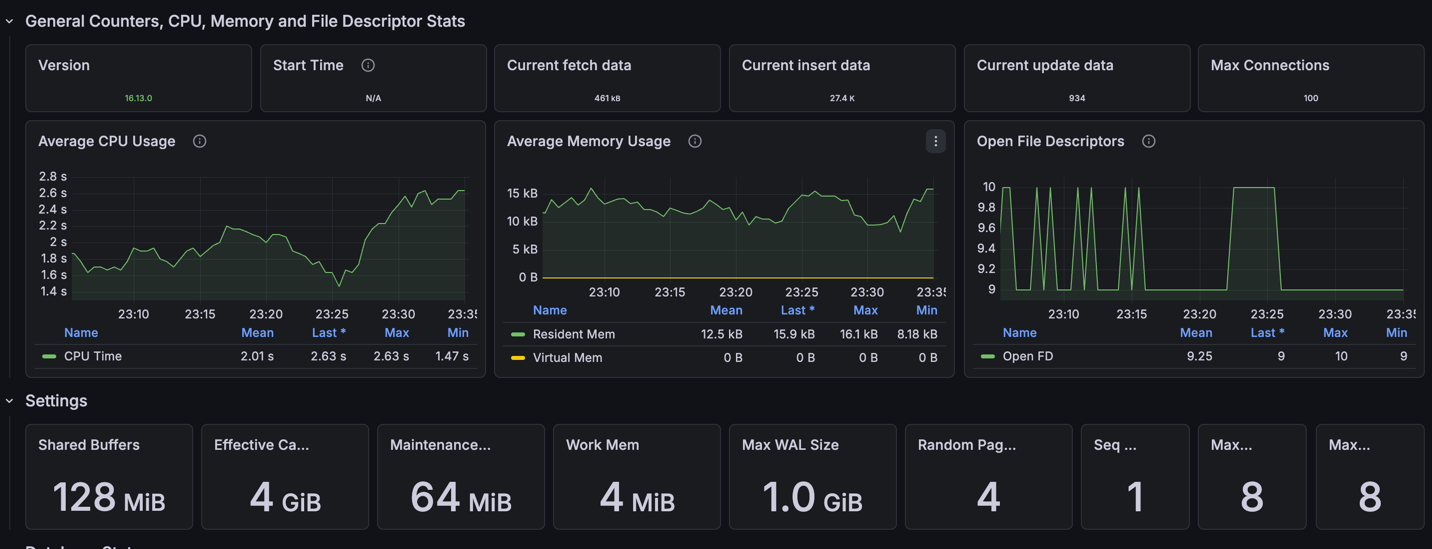 General Counters, CPU, Memory and File Descriptor Stats
Version
16.13.0
Start Time
N/A
Current fetch data
461 kB
Current insert data
27.4 K
Current update data
934
Max Connections
100
Average CPU Usage
2.8 s
2.6 s
2.4 s
2.2 s
2 s
1.8 s
1.6 s
1.4 s
23:10 23:15 23:20 23:25 23:30 23:35
Name Mean Last * Max Min
CPU Time 2.01 s 2.63 s 2.63 s 1.47 s
Average Memory Usage
15 kB
10 kB
5 kB
0 B
23:10 23:15 23:20 23:25 23:30 23:35
Name Mean Last * Max Min
Resident Mem 12.5 kB 15.9 kB 16.1 kB 8.18 kB
Virtual Mem 0 B 0 B 0 B 0 B
Open File Descriptors
10
9.8
9.6
9.4
9.2
9
23:10 23:15 23:20 23:25 23:30 23:35
Name Mean Last * Max Min
Open FD 9.25 9 10 9
Settings
Shared Buffers
128 MiB
Effective Ca...
4 GiB
Maintenance...
64 MiB
Work Mem
4 MiB
Max WAL Size
1.0 GiB
Random Pag...
4
Seq ...
1
Max...
8
Max...
8